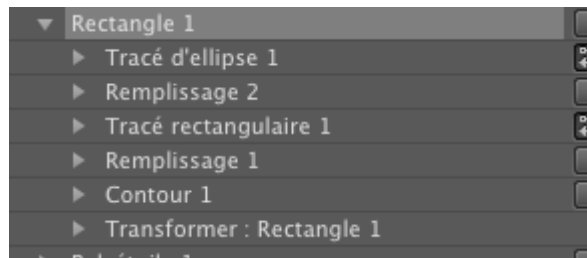 Rectangle 1
Tracé d'ellipse 1
Remplissage 2
Tracé rectangulaire 1
Remplissage 1
Contour 1
Transformer : Rectangle 1